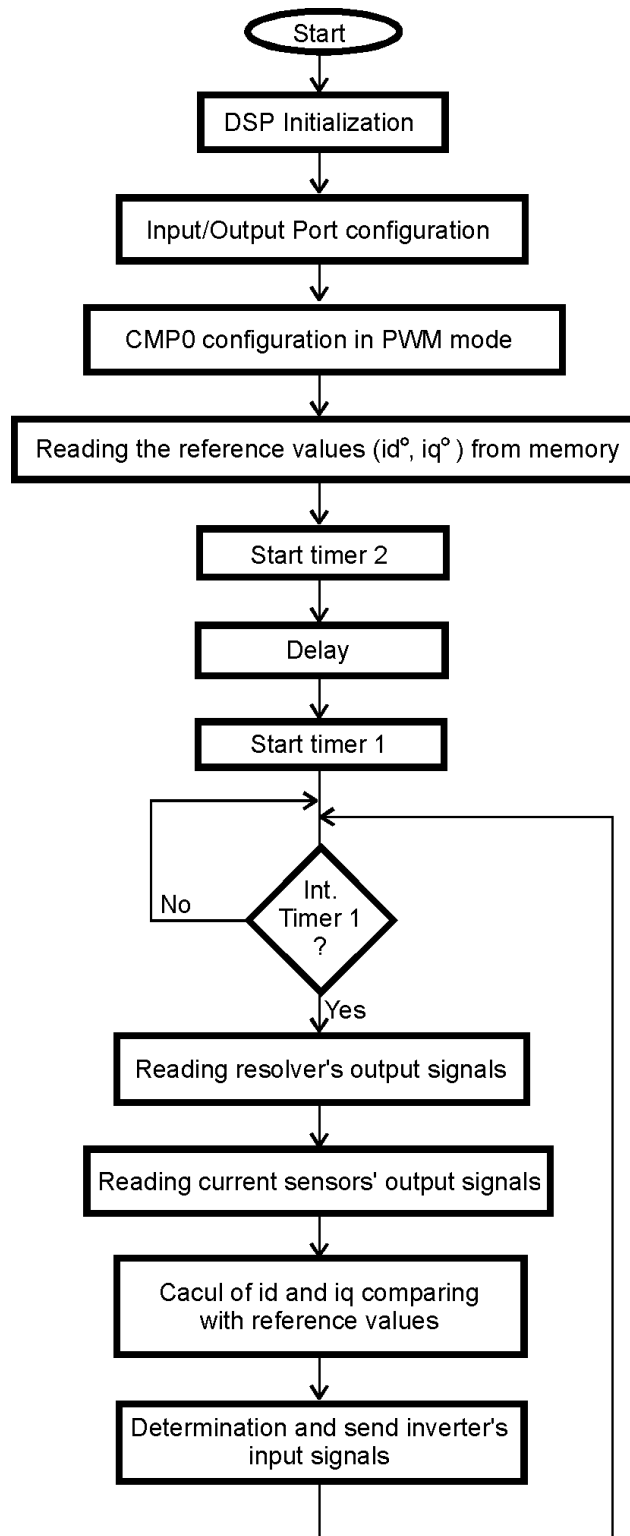 Start
DSP Initialization
Input/Output Port configuration
CMP0 configuration in PWM mode
Reading the reference values (id°, iq° ) from memory
Start timer 2
Delay
Start timer 1
Int.
Timer 1
?
No
Yes
Reading resolver's output signals
Reading current sensors' output signals
Cacul of id and iq comparing
with reference values
Determination and send inverter's
input signals